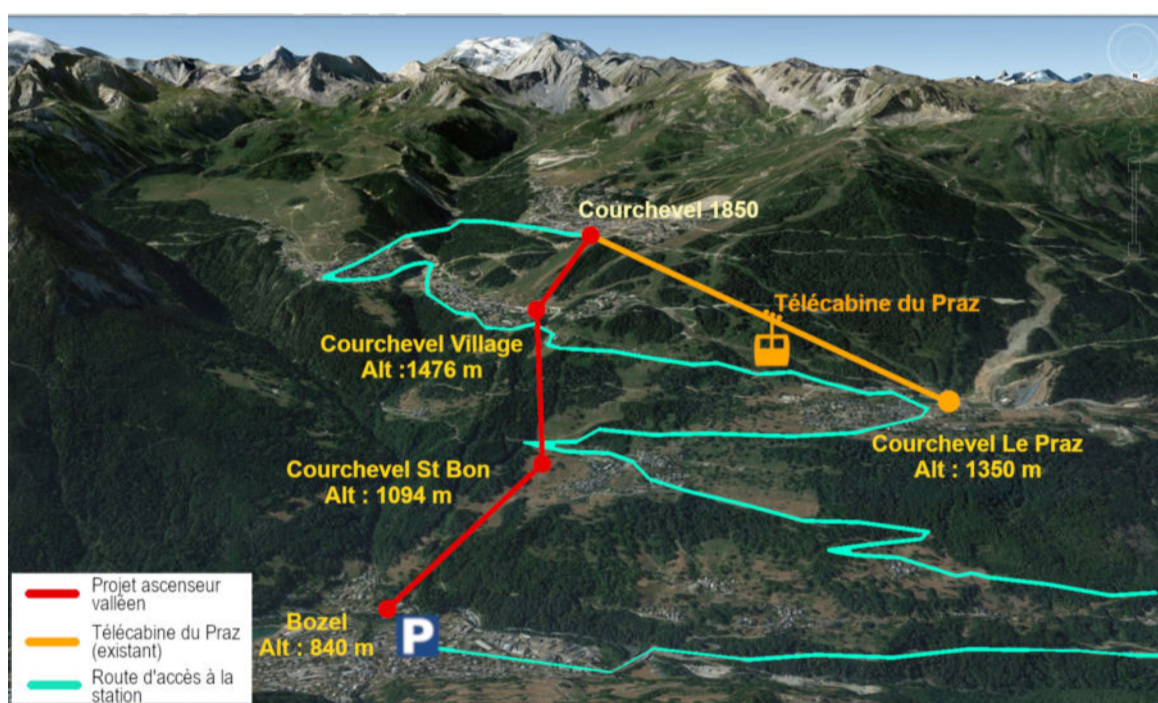 Courchevel 1850
Télécabine du Praz
Courchevel Village
Alt :1476 m
Courchevel Le Praz
Alt : 1350 m
Courchevel St Bon
Alt : 1094 m
Bozel
Alt : 840 m
P
Projet ascenseur
valléen
Télécabine du Praz
(existant)
Route d'accès à la
station